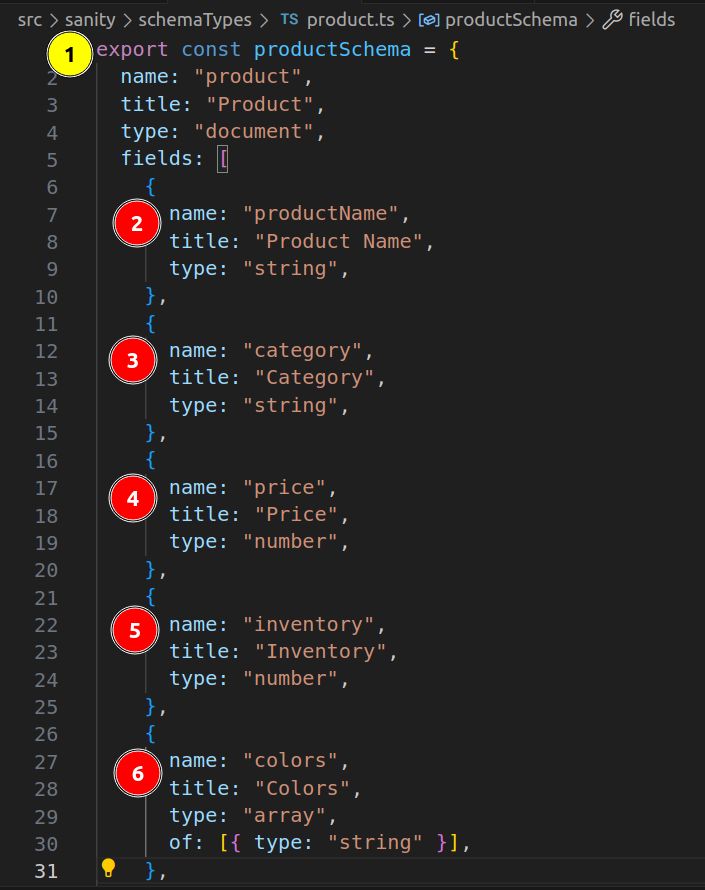 src > sanity > schemaTypes > TS product.ts > productSchema > fields
1 export const productSchema = {
2 name: "product",
3 title: "Product",
4 type: "document",
5 fields: [
6 {
7 2 name: "productName",
8 title: "Product Name",
9 type: "string",
10 },
11 {
12 3 name: "category",
13 title: "Category",
14 type: "string",
15 },
16 {
17 4 name: "price",
18 title: "Price",
19 type: "number",
20 },
21 {
22 5 name: "inventory",
23 title: "Inventory",
24 type: "number",
25 },
26 {
27 6 name: "colors",
28 title: "Colors",
29 type: "array",
30 of: [{ type: "string" }],
31 },